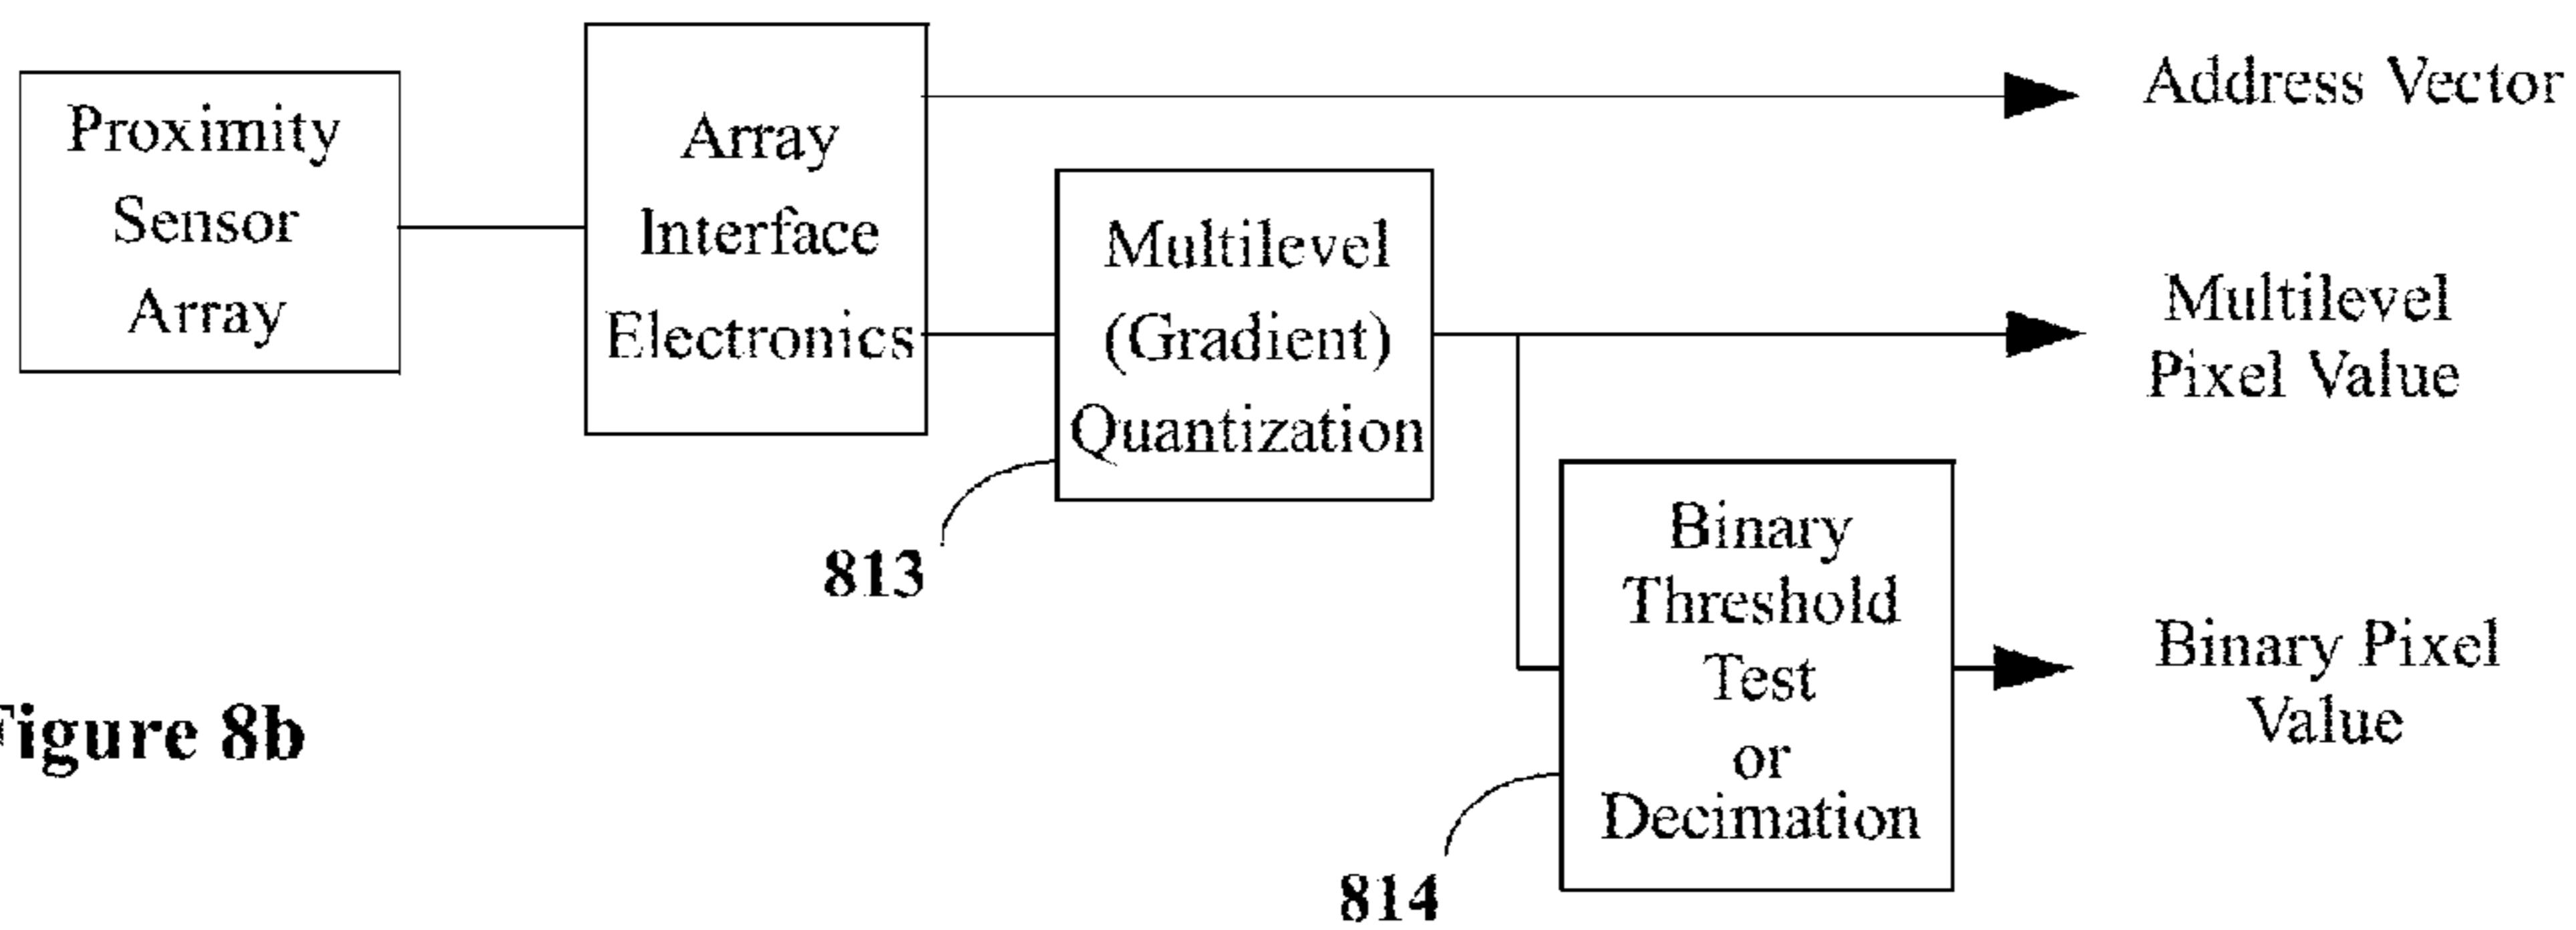 Proximity
Sensor
Array
Array
Interface
Electronics
Address Vector
Multilevel
(Gradient)
Quantization
Multilevel
Pixel Value
813
Binary
Threshold
Test
or
Decimation
814
Binary Pixel
Value
Figure 8b